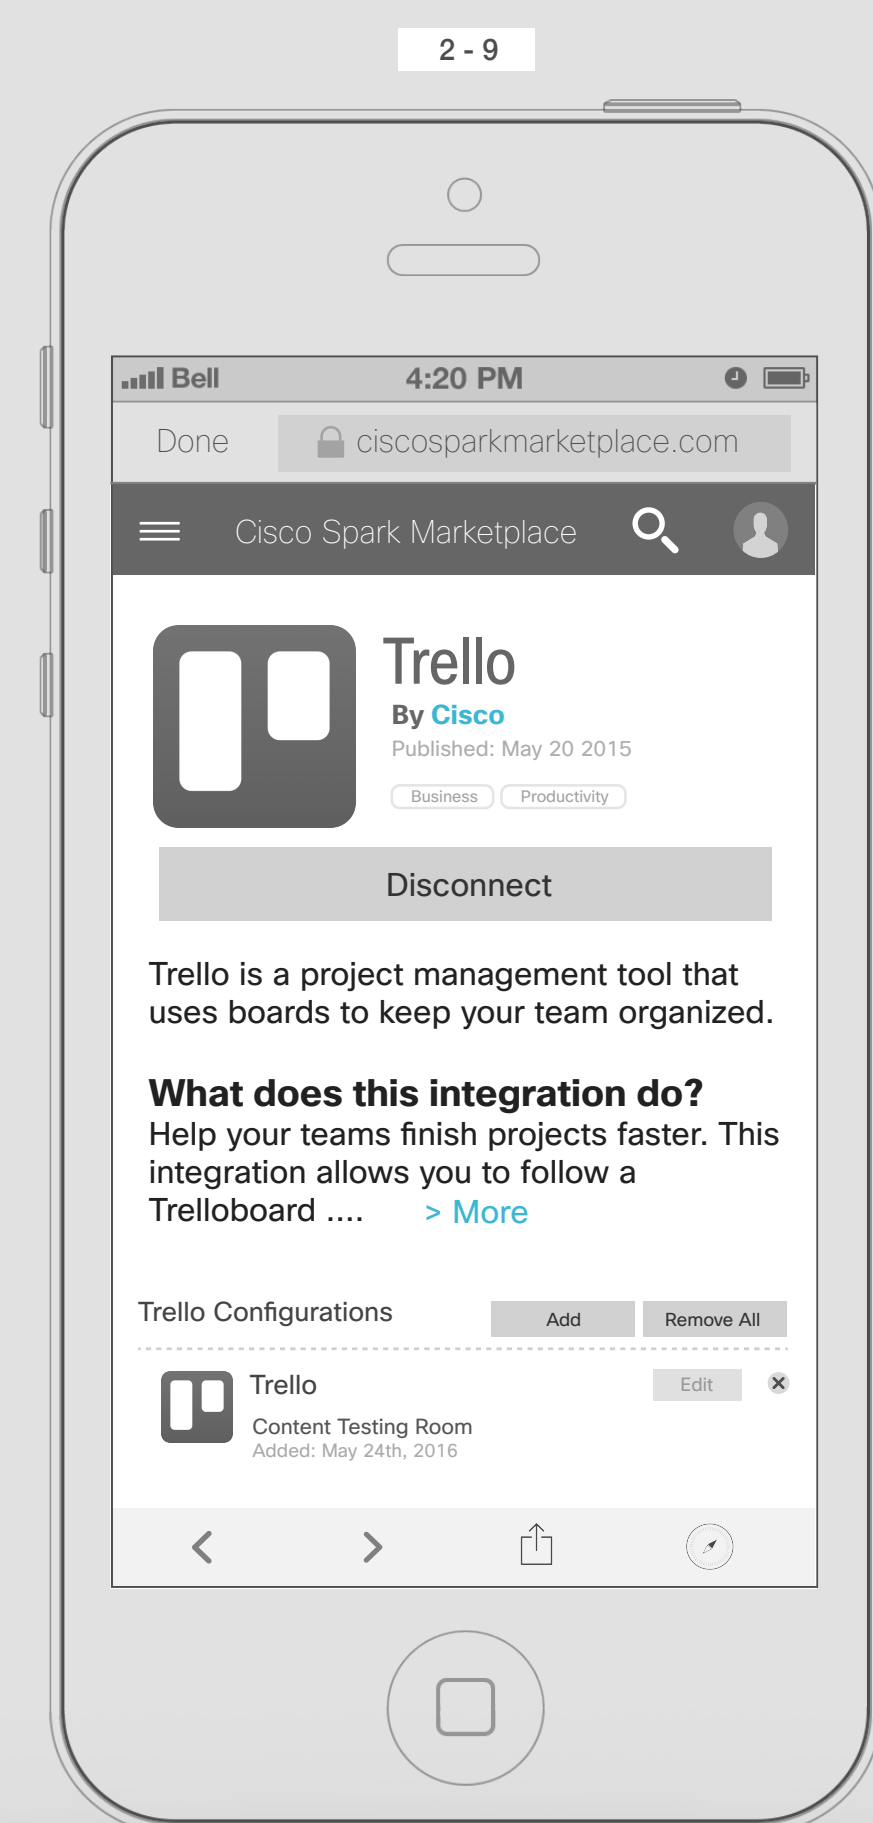 2 - 9
Bell 4:20 PM
Done ciscosparkmarketplace.com
Cisco Spark Marketplace
Trello
By Cisco
Published: May 20 2015
Business Productivity
Disconnect
Trello is a project management tool that
uses boards to keep your team organized.
What does this integration do?
Help your teams finish projects faster. This
integration allows you to follow a
Trelloboard .... > More
Trello Configurations Add Remove All
Trello Edit
Content Testing Room
Added: May 24th, 2016